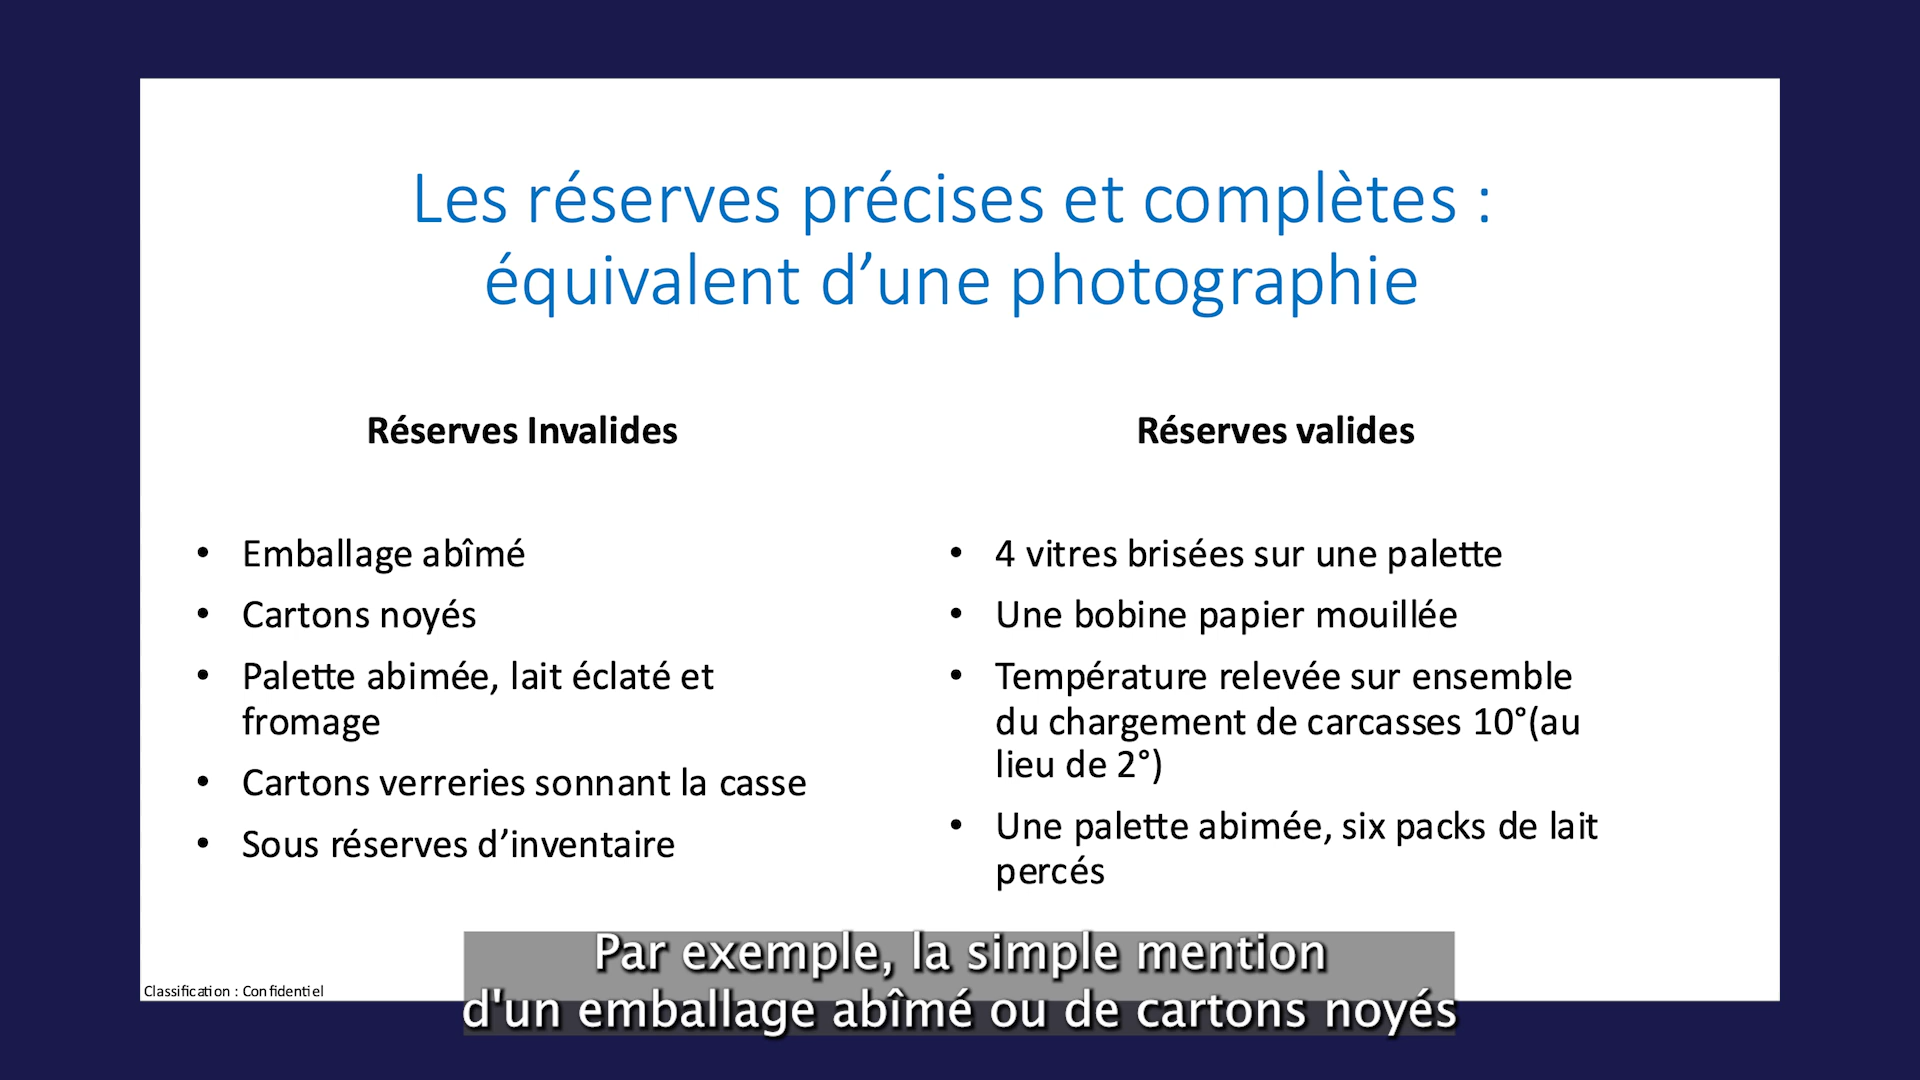 Les réserves précises et complètes :
équivalent d’une photographie
Réserves Invalides
• Emballage abîmé
• Cartons noyés
• Palette abimée, lait éclaté et
fromage
• Cartons verreries sonnant la casse
• Sous réserves d’inventaire
Réserves valides
• 4 vitres brisées sur une palette
• Une bobine papier mouillée
• Température relevée sur ensemble
du chargement de carcasses 10°(au
lieu de 2°)
• Une palette abimée, six packs de lait
percés
Classification : Confidentiel
Par exemple, la simple mention
d'un emballage abîmé ou de cartons noyés